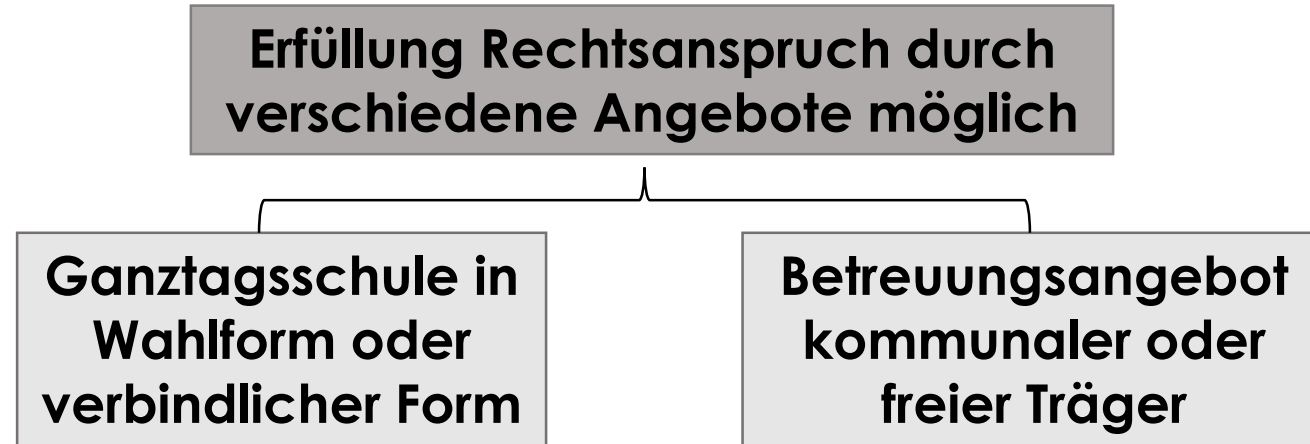 Erfüllung Rechtsanspruch durch
verschiedene Angebote möglich
Ganztagsschule in
Wahlform oder
verbindlicher Form
Betreuungsangebot
kommunaler oder
freier Träger